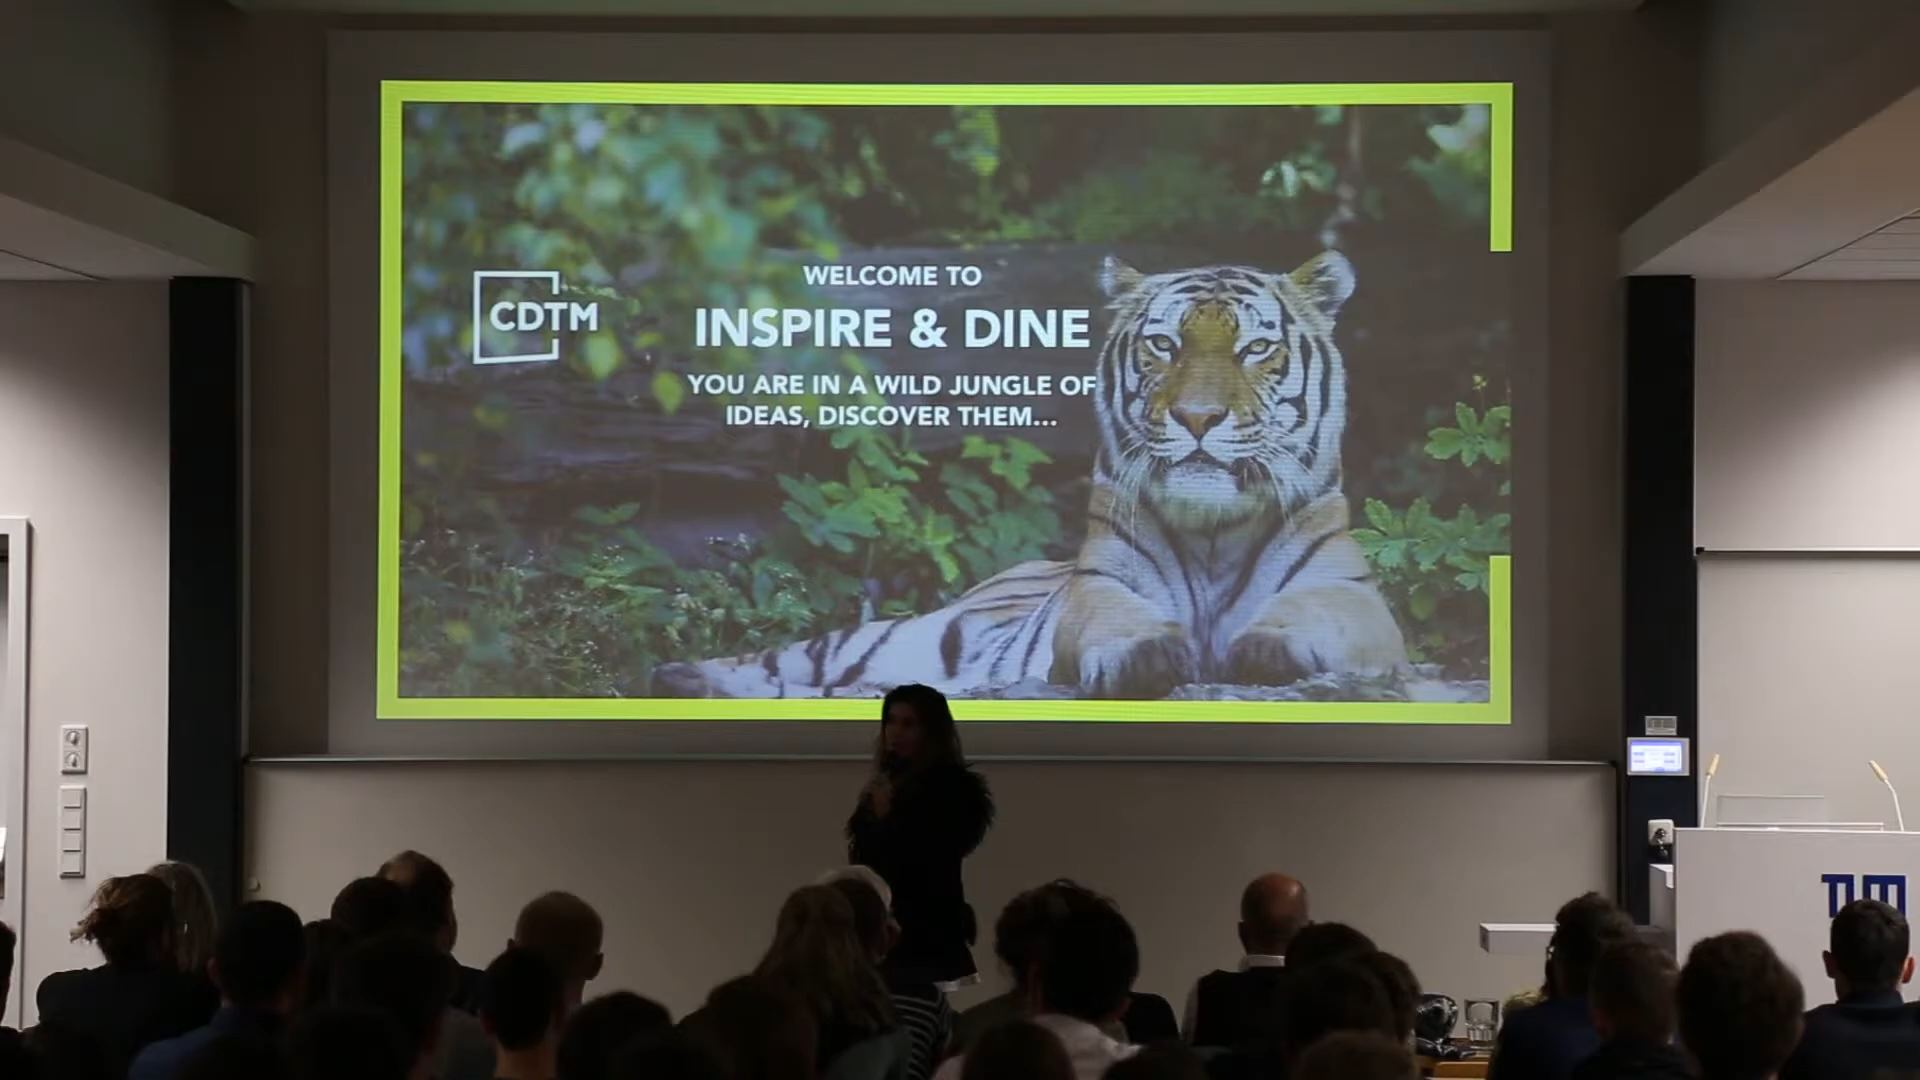 CDTM
WELCOME TO
INSPIRE & DINE
YOU ARE IN A WILD JUNGLE OF
IDEAS, DISCOVER THEM...
TUM